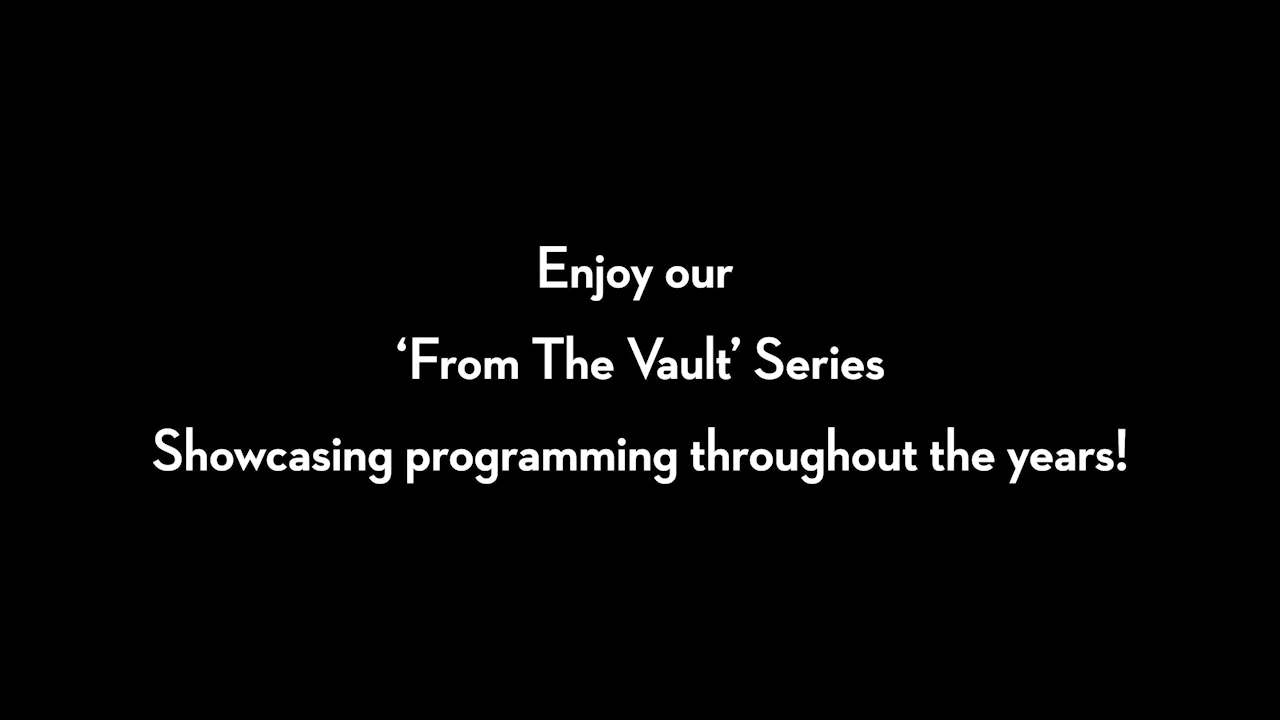 Enjoy our
‘From The Vault’ Series
Showcasing programming throughout the years!